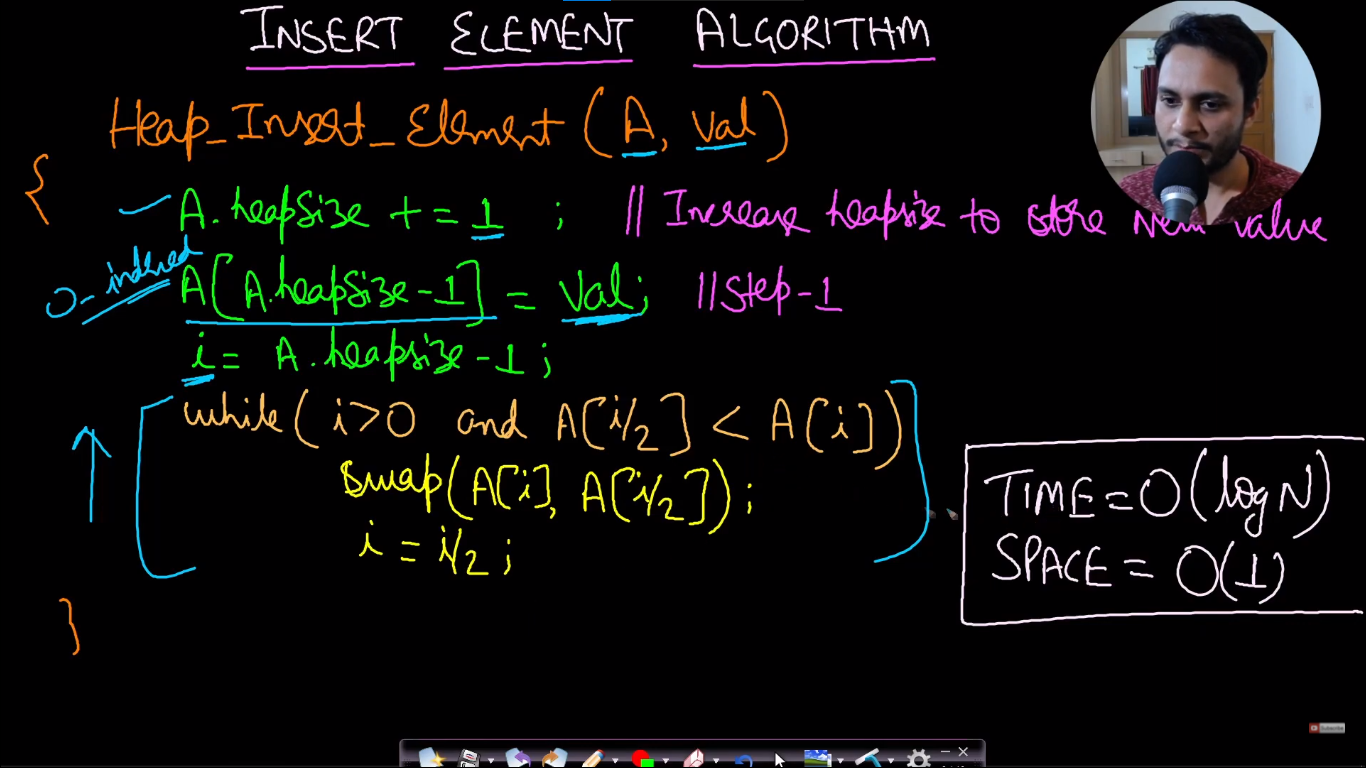 INSERT ELEMENT ALGORITHM
Heap_Insert_Element (A, val)
{
A.heapSize += 1 ; // Increase heapsize to store New value
0-indexed
A[A.heapSize-1] = val; // Step-1
i = A.heapsize-1;
while( i>0 and A[i/2] < A[i])
swap(A[i], A[i/2]);
i = i/2 ;
}
TIME = O(log N)
SPACE = O(1)
Subscribe